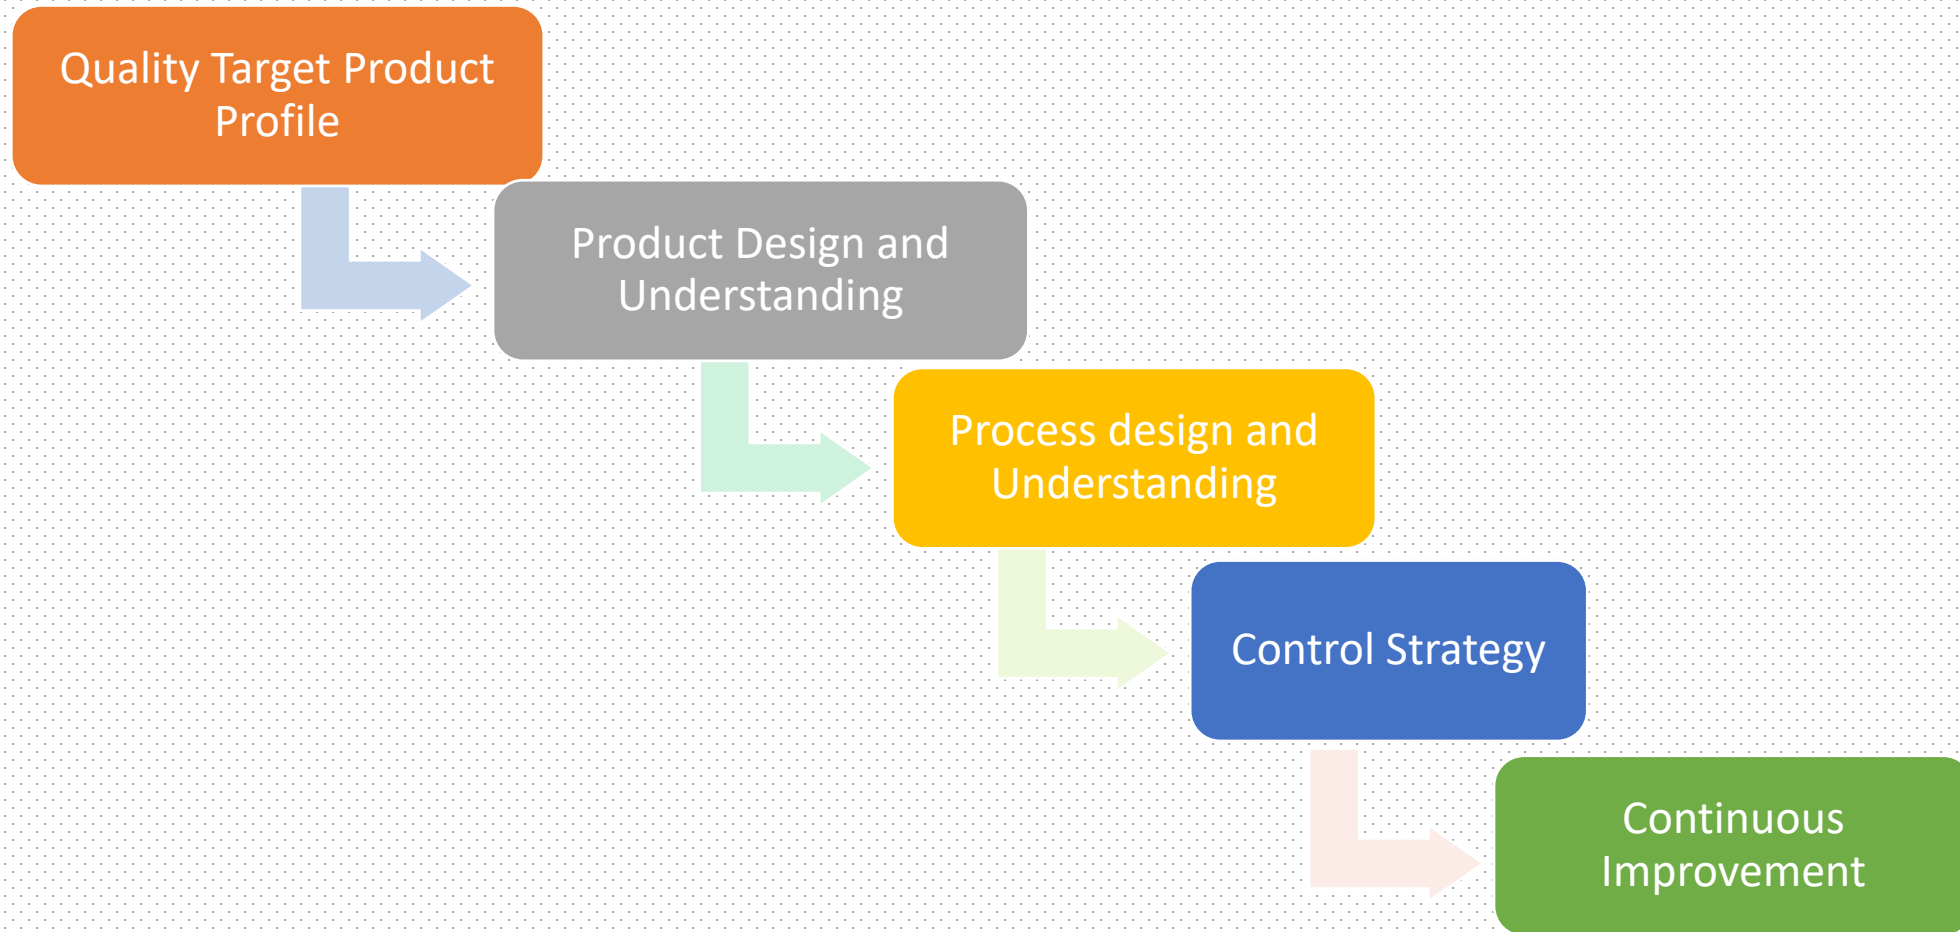 Quality Target Product
Profile
Product Design and
Understanding
Process design and
Understanding
Control Strategy
Continuous
Improvement